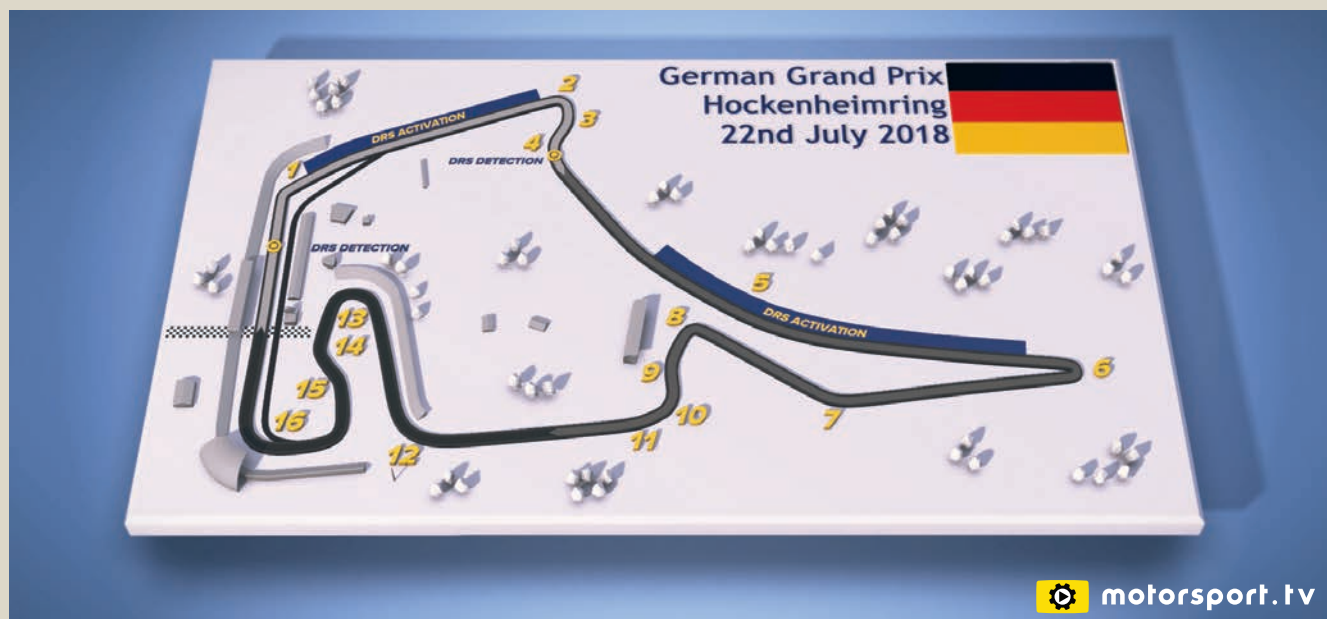 German Grand Prix
Hockenheimring
22nd July 2018
DRS ACTIVATION
DRS DETECTION
DRS DETECTION
DRS ACTIVATION
1
2
3
4
5
6
7
8
9
10
11
12
13
14
15
16
motorsport.tv